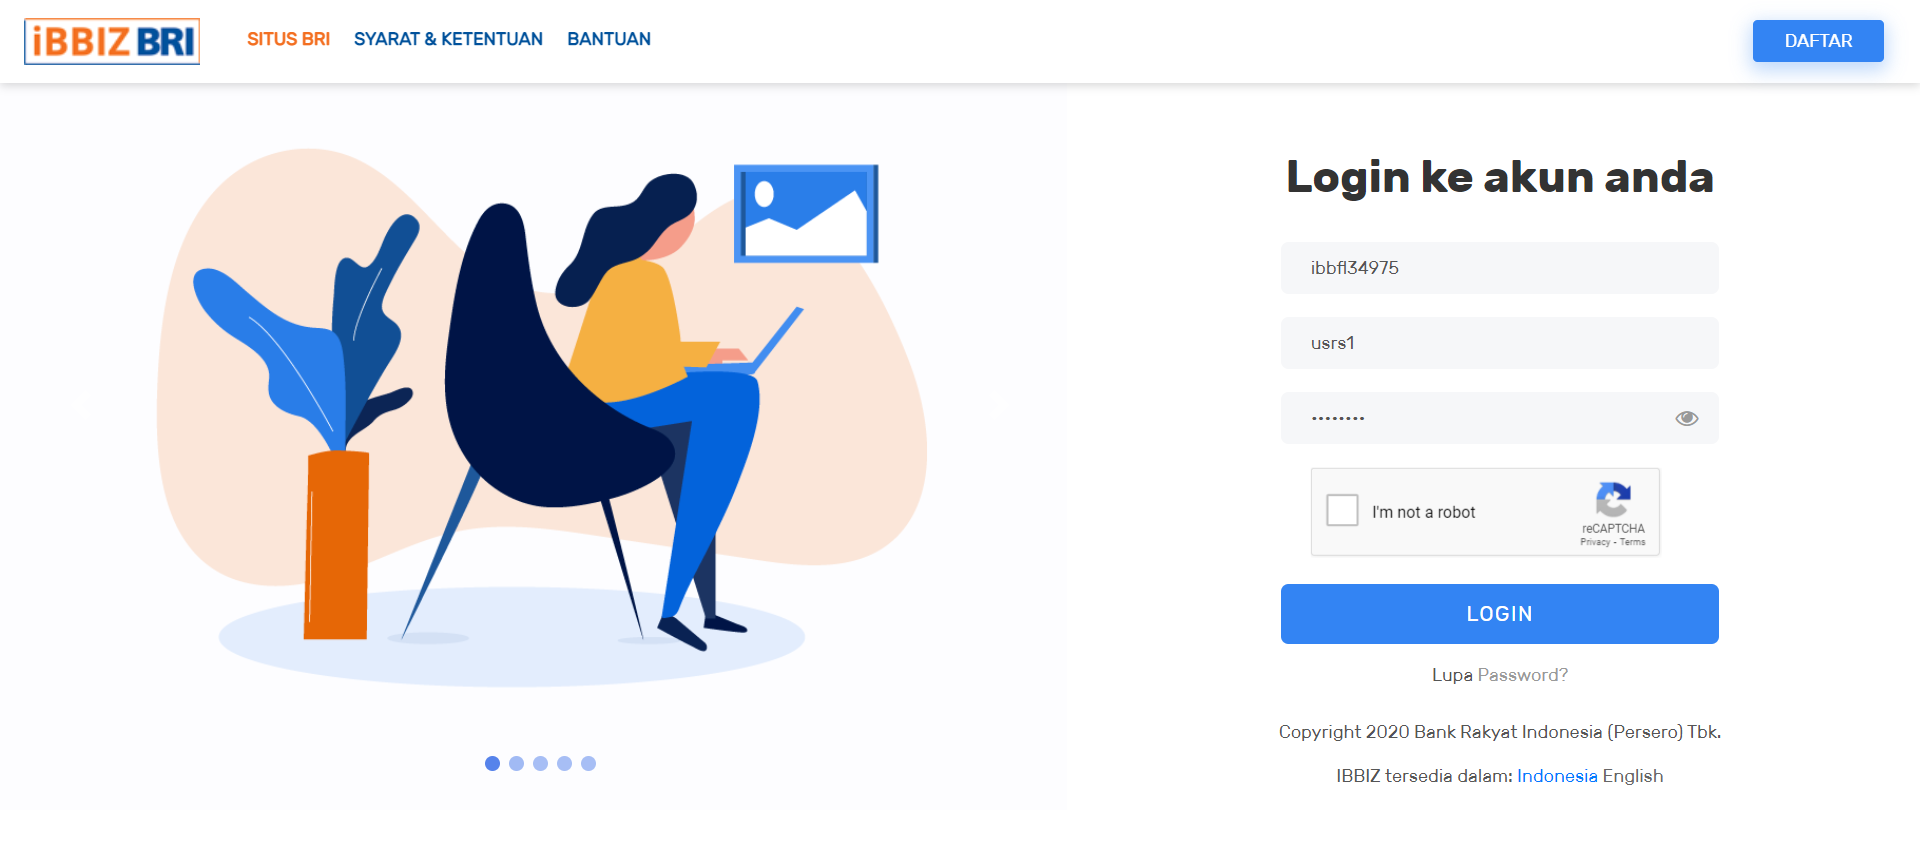 iBBIZ BRI
SITUS BRI SYARAT & KETENTUAN BANTUAN
DAFTAR
Login ke akun anda
ibbfl34975
usrs1
••••••••
I'm not a robot
reCAPTCHA
Privacy - Terms
LOGIN
Lupa Password?
Copyright 2020 Bank Rakyat Indonesia (Persero) Tbk.
IBBIZ tersedia dalam: Indonesia English